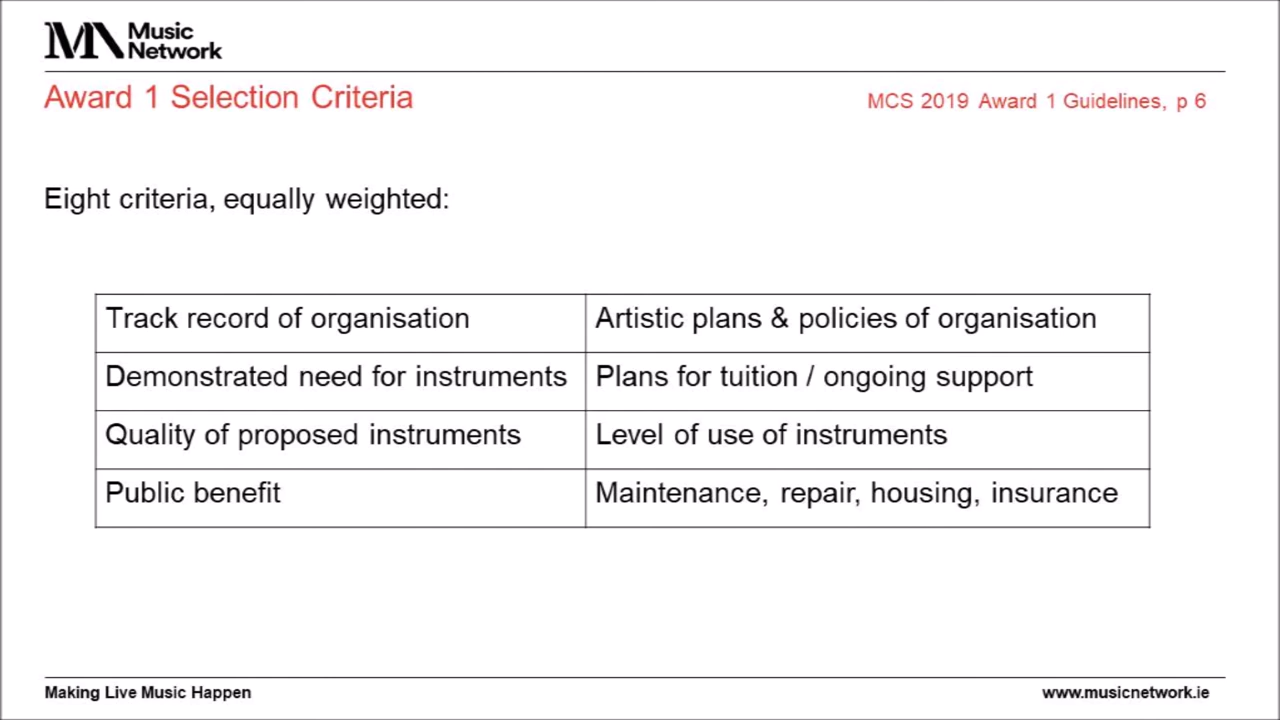 Music
Network
Award 1 Selection Criteria
MCS 2019 Award 1 Guidelines, p 6
Eight criteria, equally weighted:
Track record of organisation
Artistic plans & policies of organisation
Demonstrated need for instruments
Plans for tuition / ongoing support
Quality of proposed instruments
Level of use of instruments
Public benefit
Maintenance, repair, housing, insurance
Making Live Music Happen
www.musicnetwork.ie